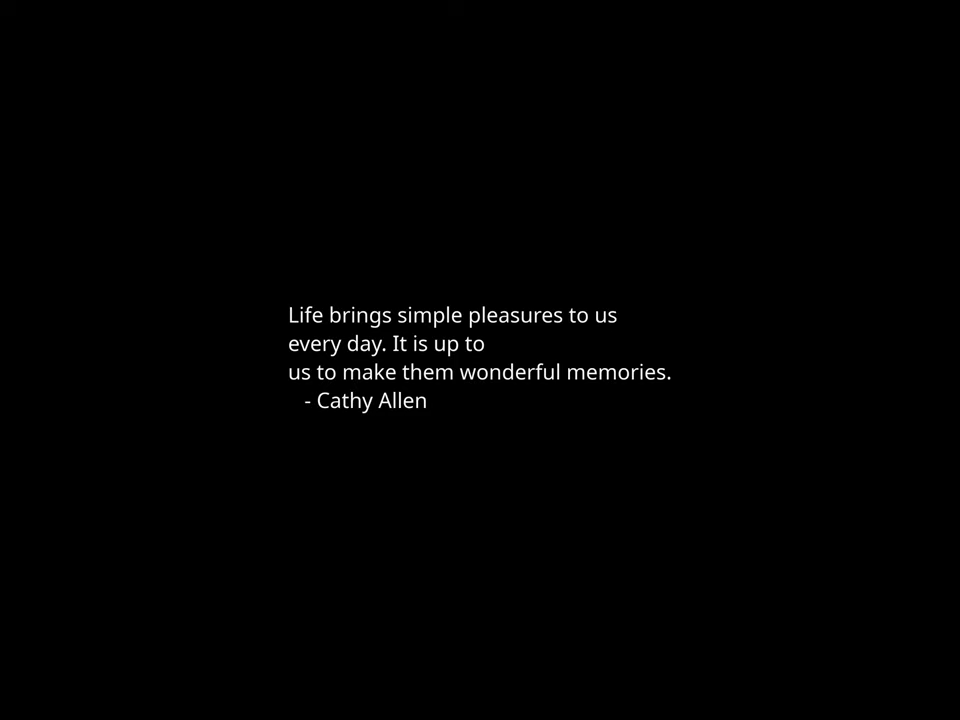 Life brings simple pleasures to us
every day. It is up to
us to make them wonderful memories.
- Cathy Allen